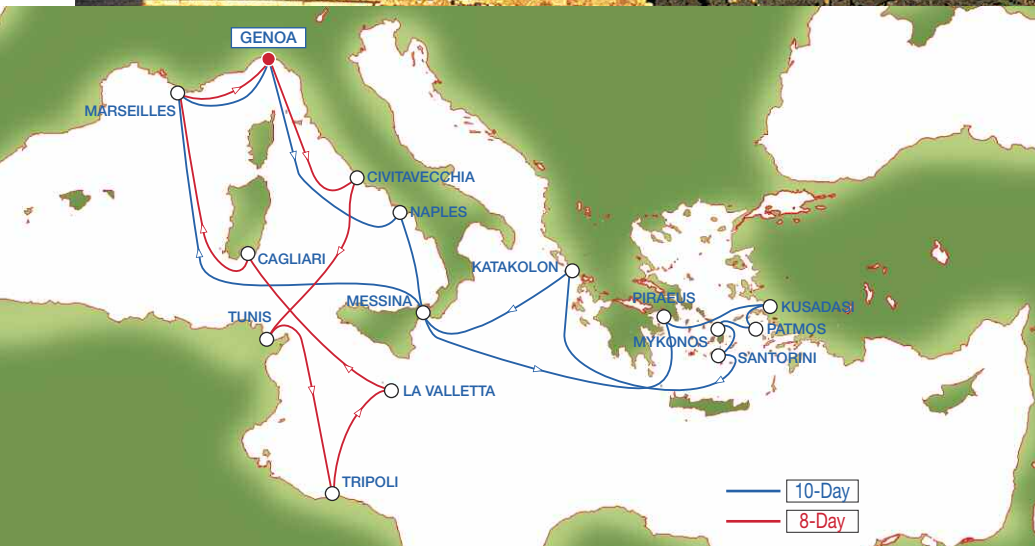 GENOA
MARSEILLES
CIVITAVECCHIA
NAPLES
CAGLIARI
KATAKOLON
MESSINA
PIRAEUS
KUSADASI
TUNIS
PATMOS
MYKONOS
SANTORINI
LA VALLETTA
TRIPOLI
10-Day
8-Day